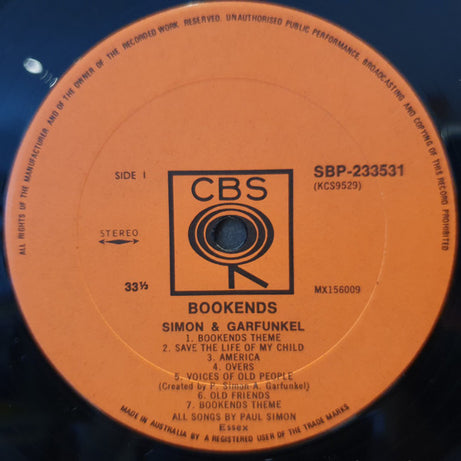 ALL RIGHTS OF THE MANUFACTURER AND OF THE OWNER OF THE RECORDED WORK RESERVED. UNAUTHORISED PUBLIC PERFORMANCE, BROADCASTING AND COPYING OF THIS RECORD PROHIBITED
SIDE I
CBS
SBP-233531
(KCS9529)
STEREO
33⅓
MX156009
BOOKENDS
SIMON & GARFUNKEL
1. BOOKENDS THEME
2. SAVE THE LIFE OF MY CHILD
3. AMERICA
4. OVERS
5. VOICES OF OLD PEOPLE
(Created by P. Simon-A. Garfunkel)
6. OLD FRIENDS
7. BOOKENDS THEME
ALL SONGS BY PAUL SIMON
Essex
MADE IN AUSTRALIA BY A REGISTERED USER OF THE TRADE MARKS